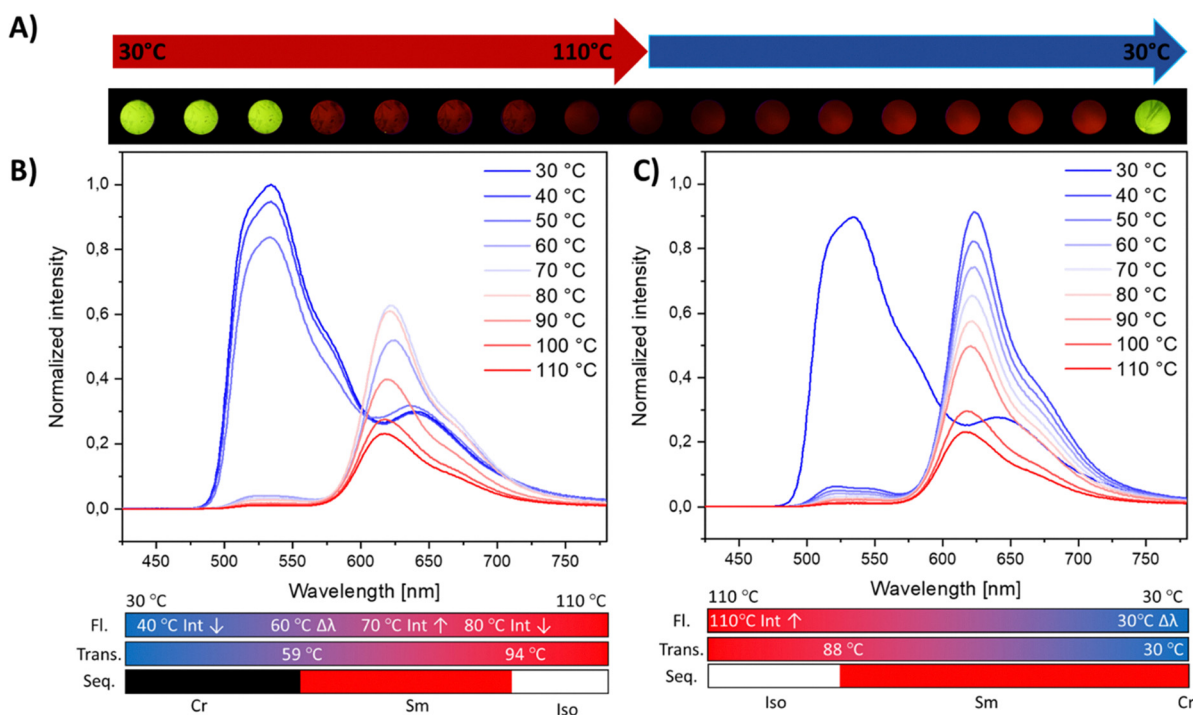 A)
30°C 110°C 30°C
B)
Normalized intensity
1,0
0,8
0,6
0,4
0,2
0,0
30 °C
40 °C
50 °C
60 °C
70 °C
80 °C
90 °C
100 °C
110 °C
450 500 550 600 650 700 750
Wavelength [nm]
30 °C 110 °C
Fl. 40 °C Int ↓ 60 °C Δλ 70 °C Int ↑ 80 °C Int ↓
Trans. 59 °C 94 °C
Seq.
Cr Sm Iso
C)
Normalized intensity
1,0
0,8
0,6
0,4
0,2
0,0
30 °C
40 °C
50 °C
60 °C
70 °C
80 °C
90 °C
100 °C
110 °C
450 500 550 600 650 700 750
Wavelength [nm]
110 °C 30 °C
Fl. 110°C Int ↑ 30°C Δλ
Trans. 88 °C 30 °C
Seq.
Iso Sm Cr